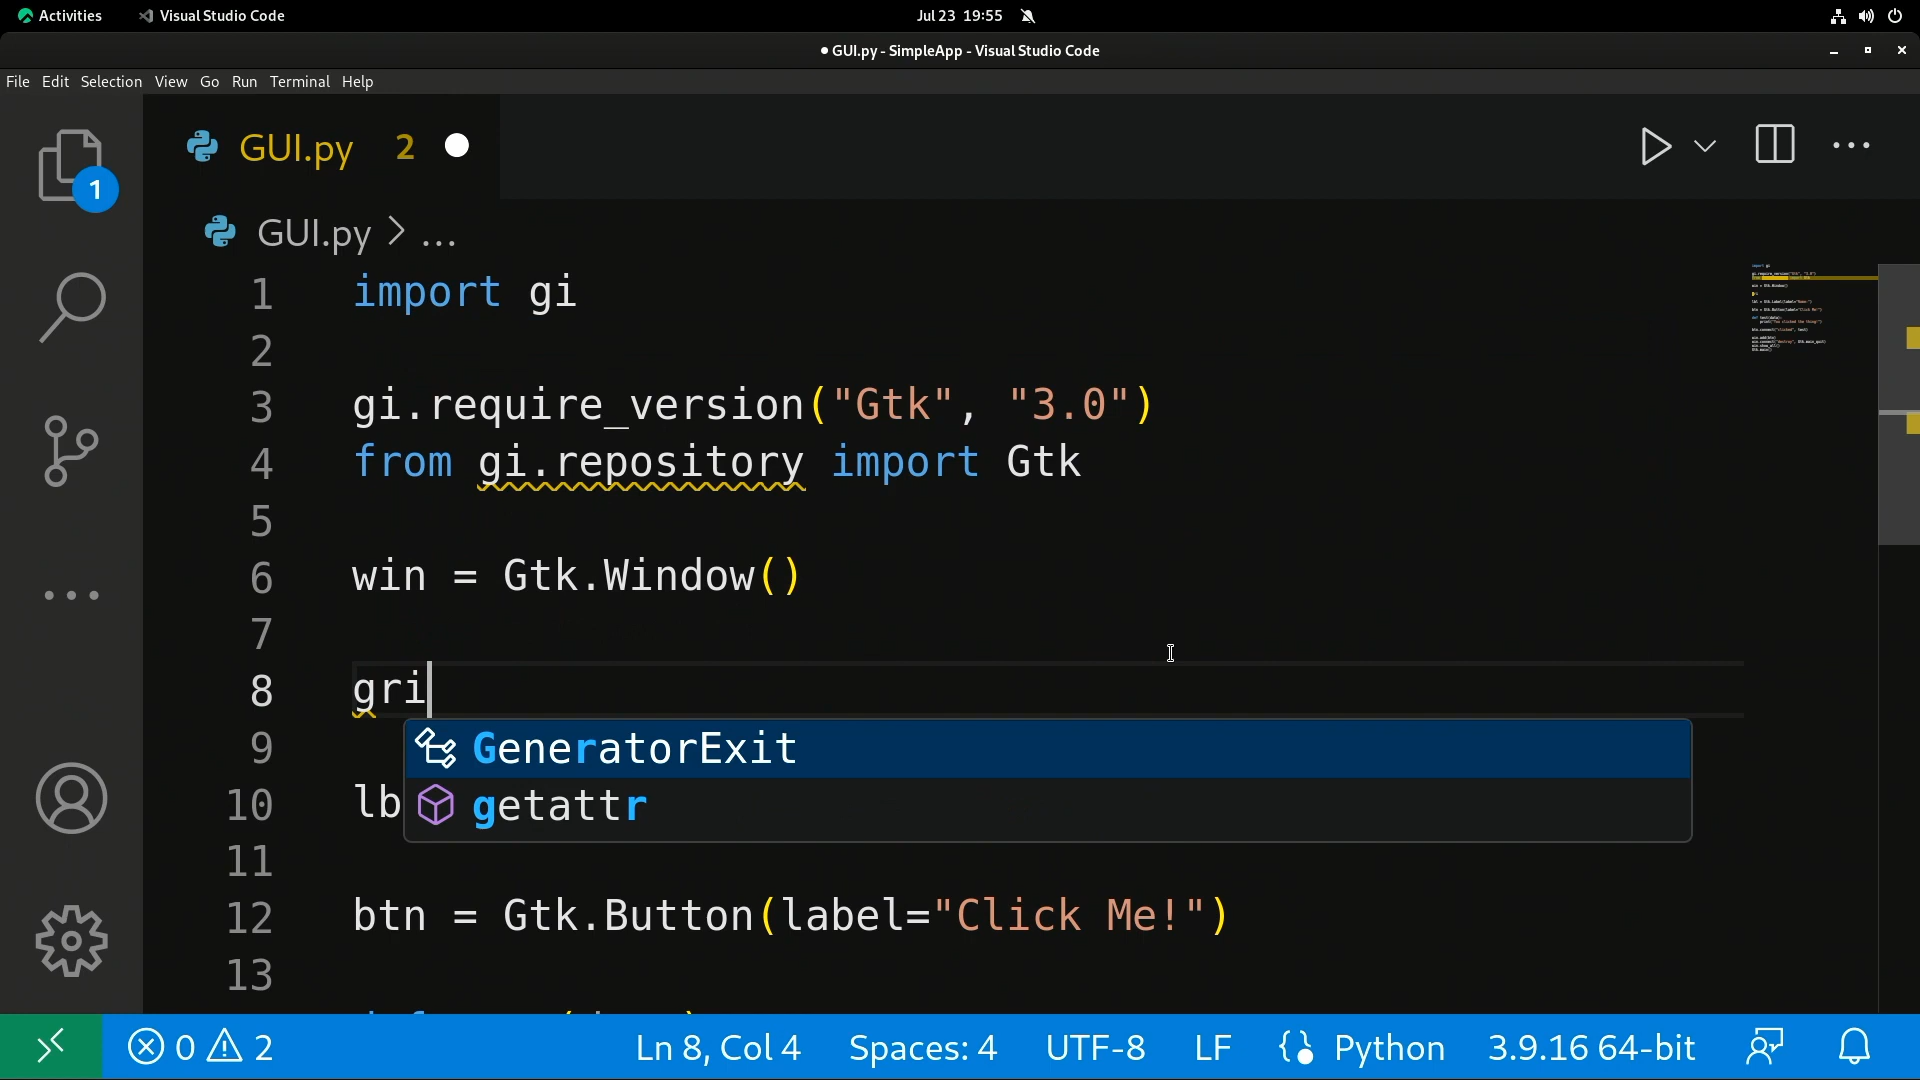 Activities Visual Studio Code Jul 23 19:55
GUI.py - SimpleApp - Visual Studio Code
File Edit Selection View Go Run Terminal Help
GUI.py 2
1
GUI.py > ...
1 import gi
2
3 gi.require_version("Gtk", "3.0")
4 from gi.repository import Gtk
5
6 win = Gtk.Window()
7
8 gri
9 GeneratorExit
10 lb getattr
11
12 btn = Gtk.Button(label="Click Me!")
13
0 2 Ln 8, Col 4 Spaces: 4 UTF-8 LF Python 3.9.16 64-bit